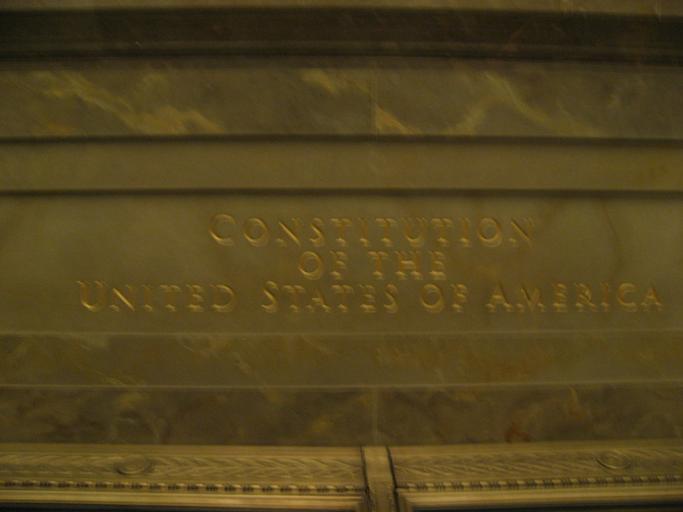 CONSTITUTION
OF THE
UNITED STATES OF AMERICA